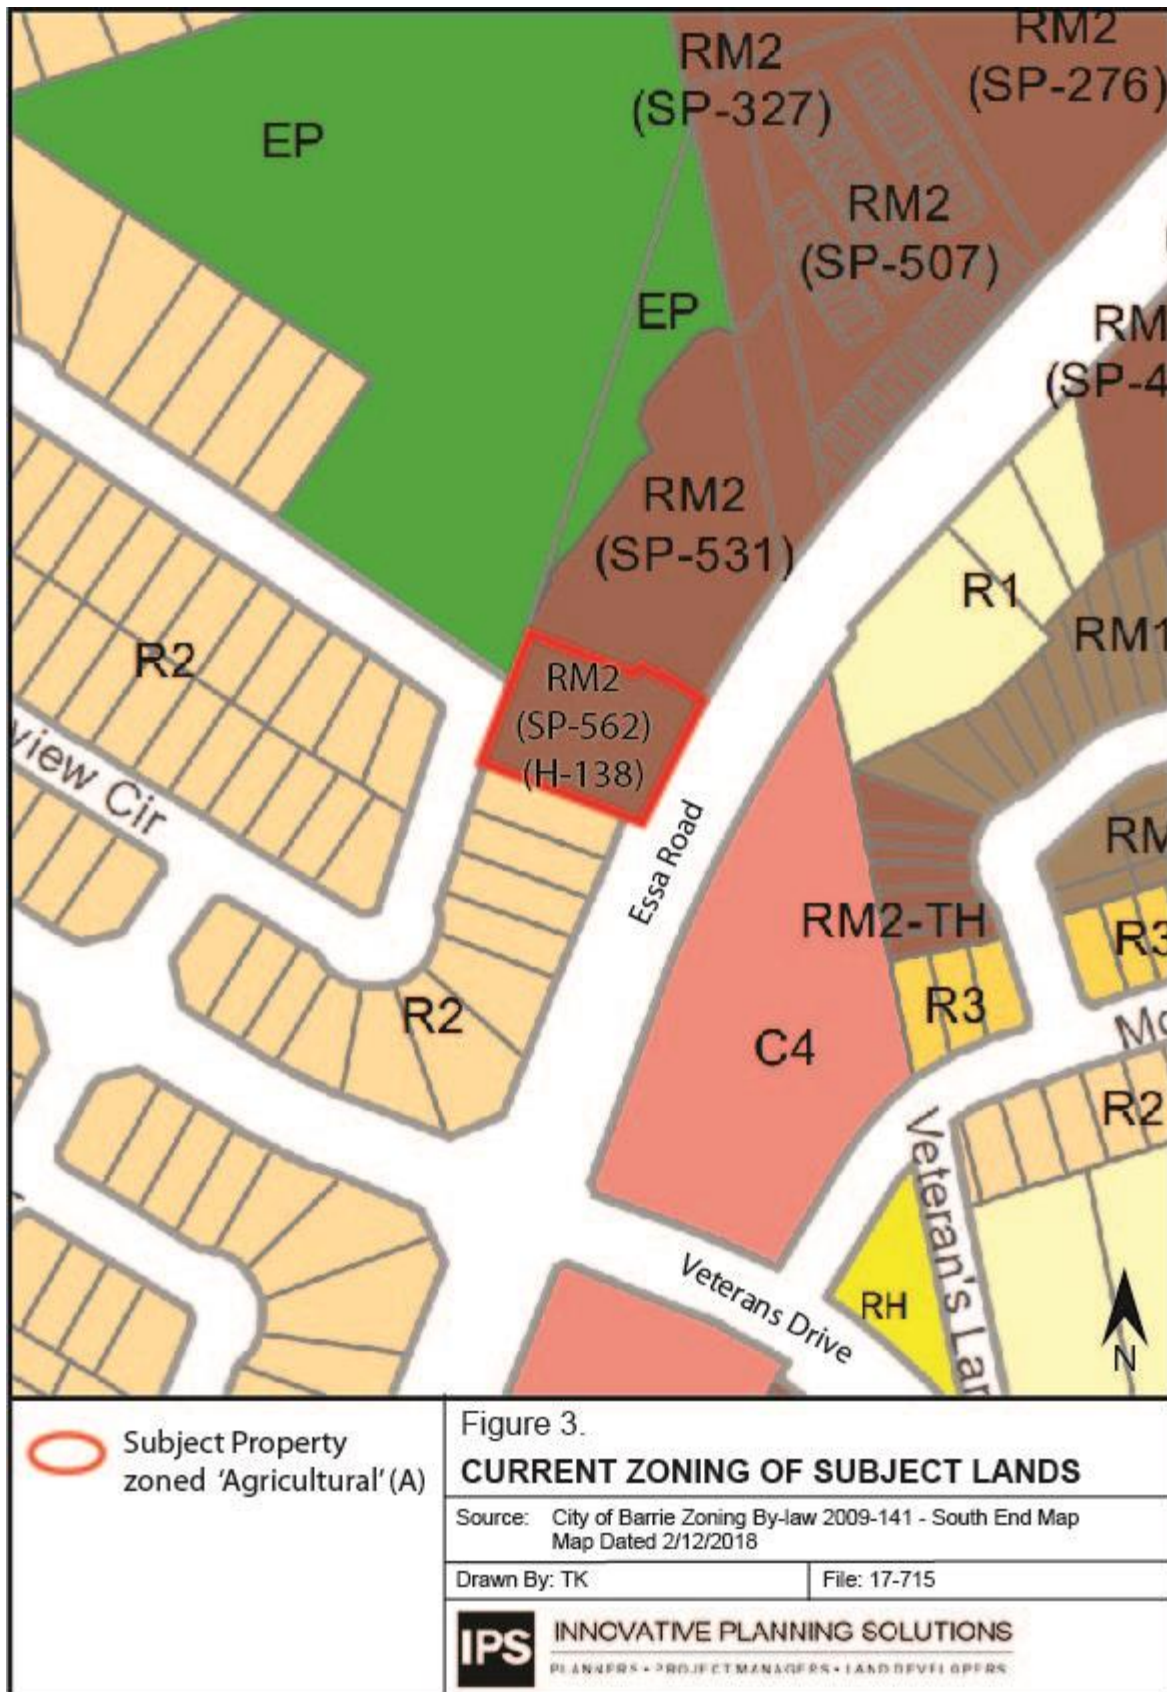 RM2
(SP-327)
RM2
(SP-276)
EP
RM2
(SP-507)
EP
RM
(SP-4
RM2
(SP-531)
R1
RM1
R2
RM2
(SP-562)
(H-138)
view Cir
Essa Road
RM
RM2-TH
R3
R3
R2
C4
Mo
R2
Veteran's Lan
Veterans Drive
RH
N
Subject Property
zoned 'Agricultural' (A)
Figure 3.
CURRENT ZONING OF SUBJECT LANDS
Source: City of Barrie Zoning By-law 2009-141 - South End Map
Map Dated 2/12/2018
Drawn By: TK
File: 17-715
IPS
INNOVATIVE PLANNING SOLUTIONS
PLANNERS • PROJECT MANAGERS • LAND DEVELOPERS